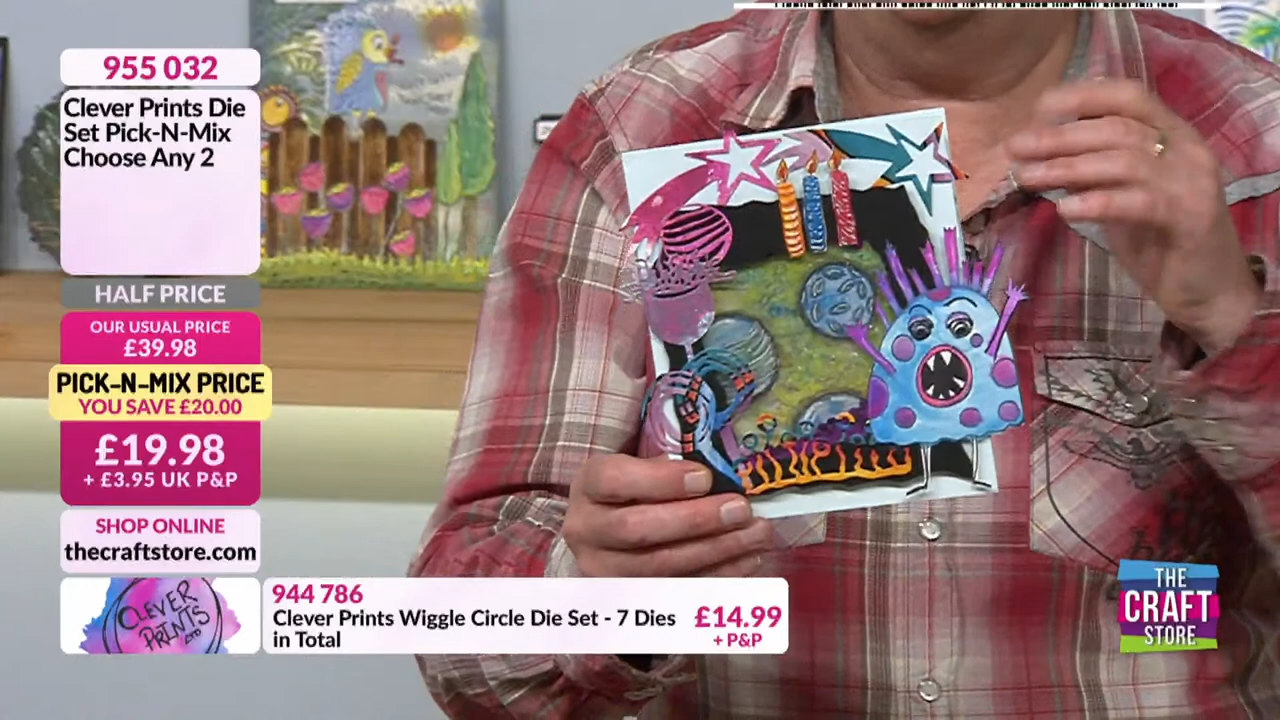 955 032
Clever Prints Die
Set Pick-N-Mix
Choose Any 2
HALF PRICE
OUR USUAL PRICE
£39.98
PICK-N-MIX PRICE
YOU SAVE £20.00
£19.98
+ £3.95 UK P&P
SHOP ONLINE
thecraftstore.com
CLEVER
PRINTS LTD
944 786
Clever Prints Wiggle Circle Die Set - 7 Dies
in Total
£14.99
+ P&P
THE
CRAFT
STORE